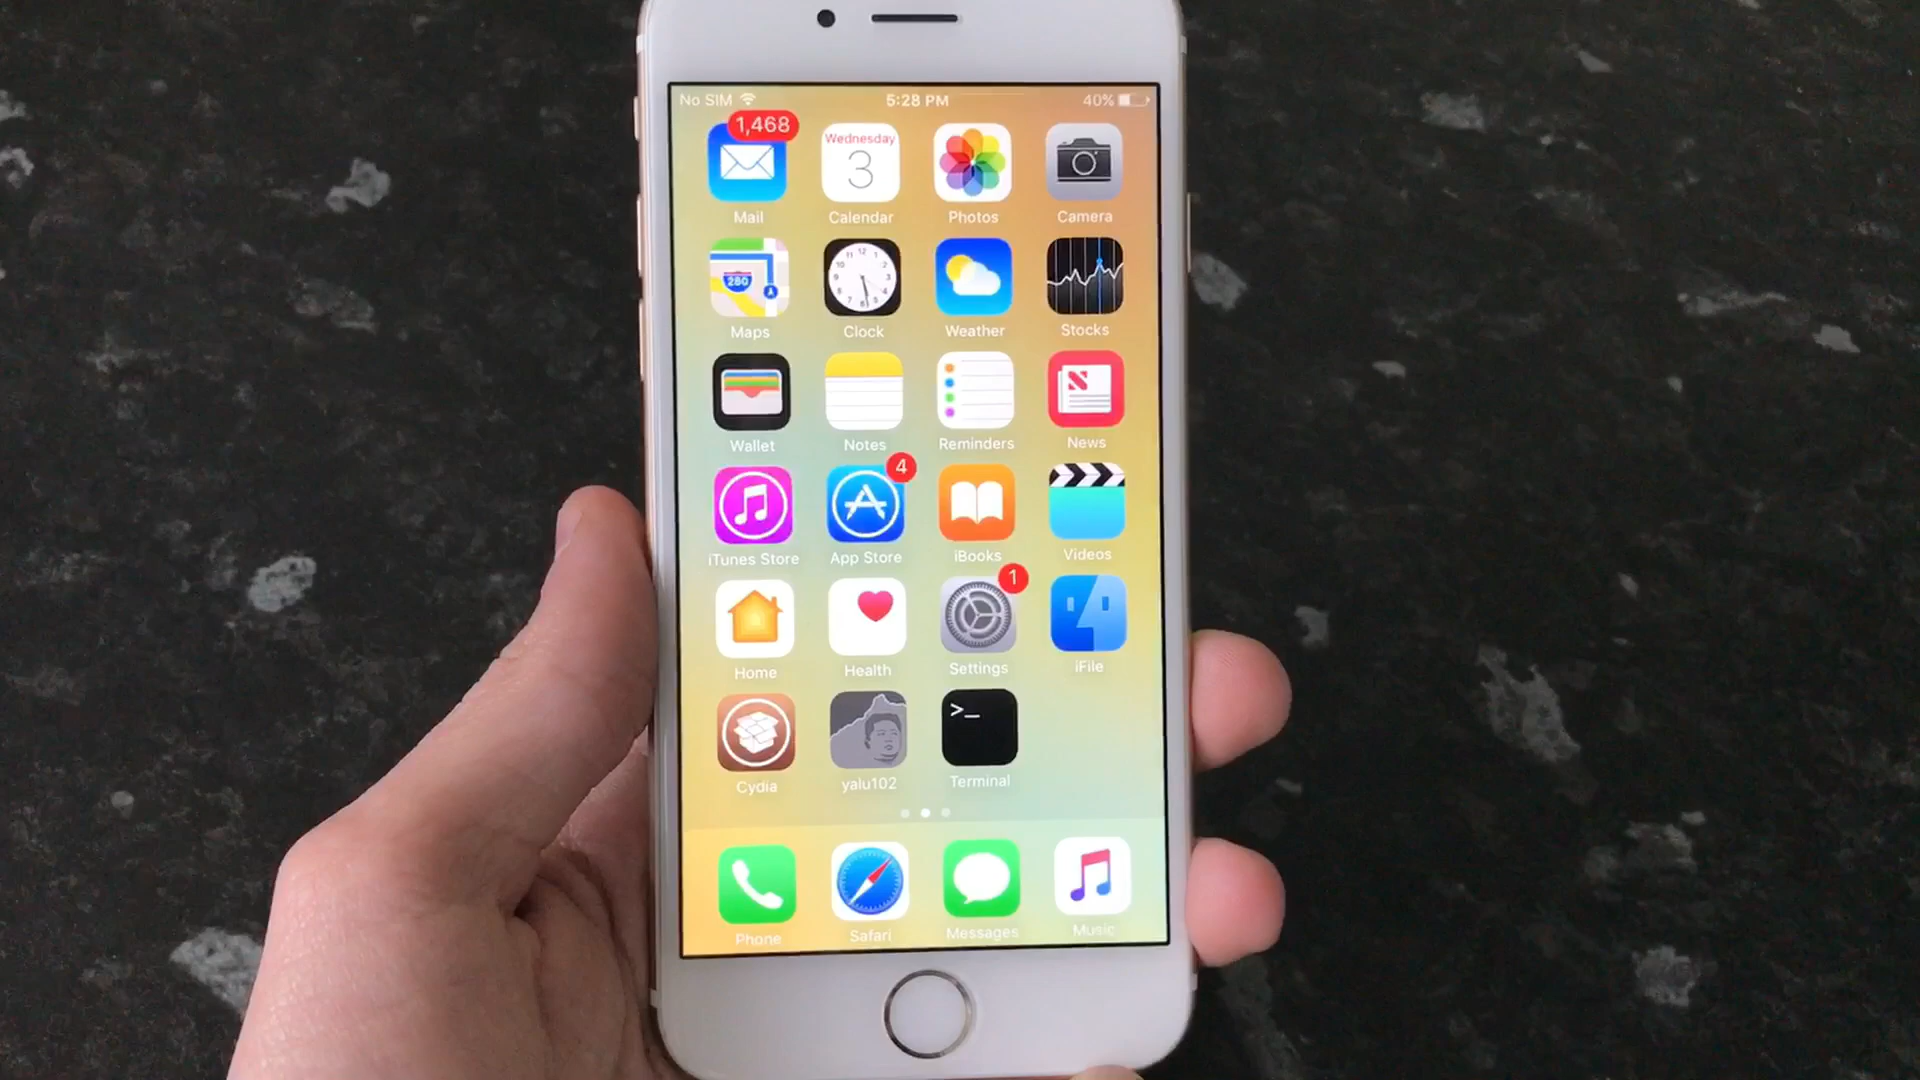 No SIM 5:28 PM 40%
1,468
Wednesday
3
Mail Calendar Photos Camera
280
Maps Clock Weather Stocks
Wallet Notes Reminders News
4
iTunes Store App Store iBooks Videos
1
Home Health Settings iFile
>_
Cydia yalu102 Terminal
Phone Safari Messages Music